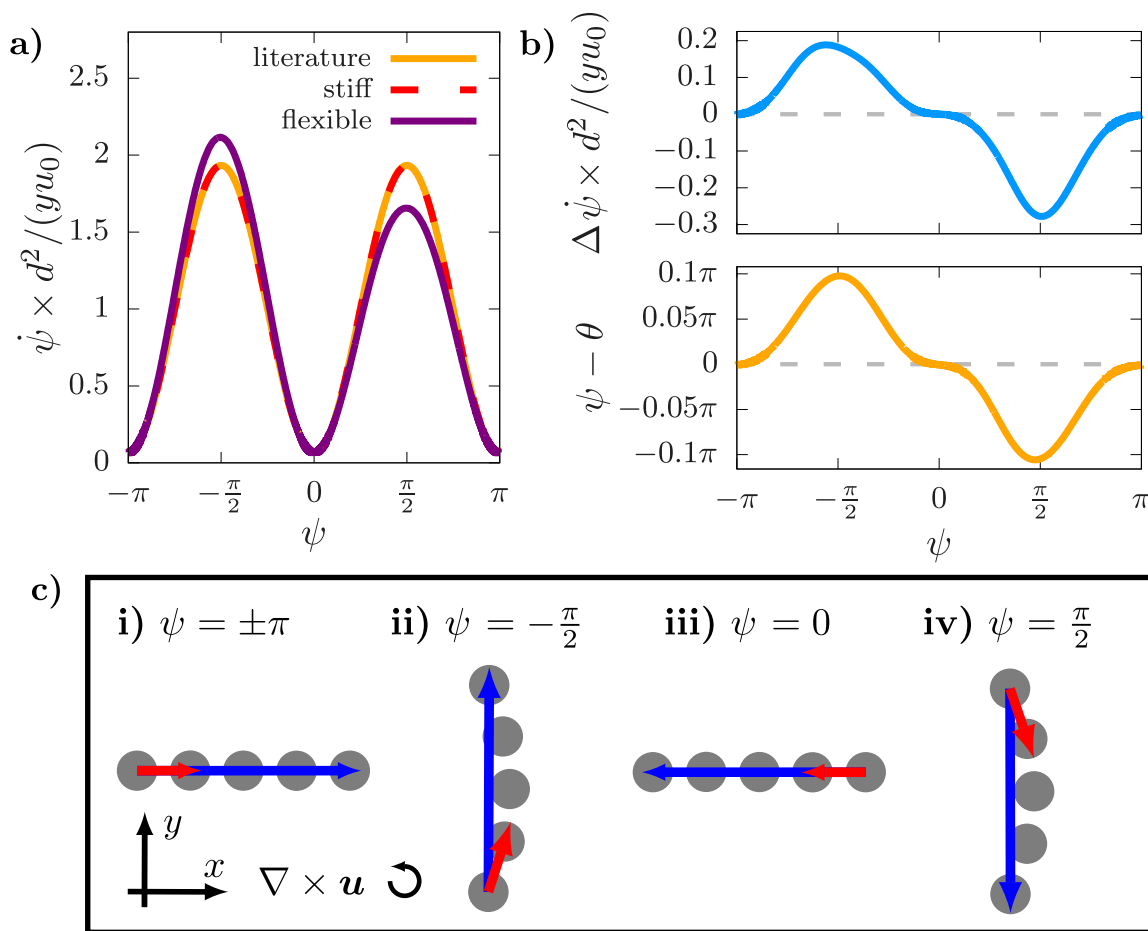 a)
literature
stiff
flexible
2.5
2
1.5
1
0.5
0
ψ̇ × d²/(yu₀)
−π −π/2 0 π/2 π
ψ
b)
0.2
0.1
0
−0.1
−0.2
−0.3
Δψ̇ × d²/(yu₀)
0.1π
0.05π
0
−0.05π
−0.1π
ψ − θ
−π −π/2 0 π/2 π
ψ
c)
i) ψ = ±π ii) ψ = −π/2 iii) ψ = 0 iv) ψ = π/2
y
x
∇ × u